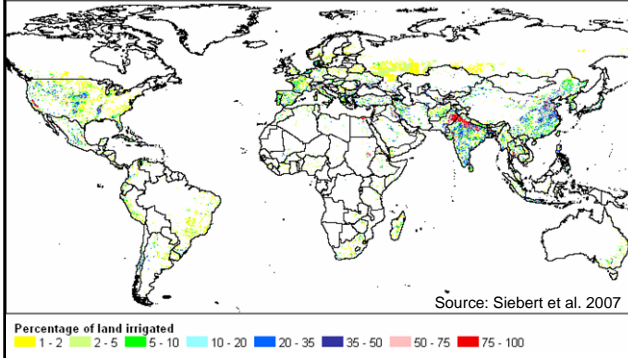 Source: Siebert et al. 2007
Percentage of land irrigated
1 - 2 2 - 5 5 - 10 10 - 20 20 - 35 35 - 50 50 - 75 75 - 100